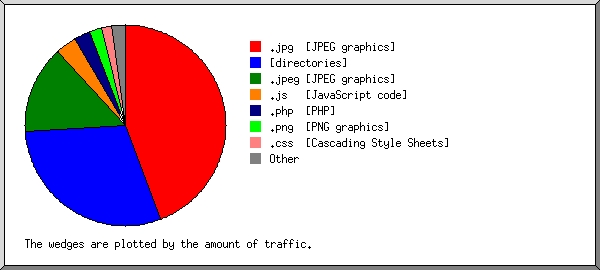 .jpg [JPEG graphics]
[directories]
.jpeg [JPEG graphics]
.js [JavaScript code]
.php [PHP]
.png [PNG graphics]
.css [Cascading Style Sheets]
Other
The wedges are plotted by the amount of traffic.